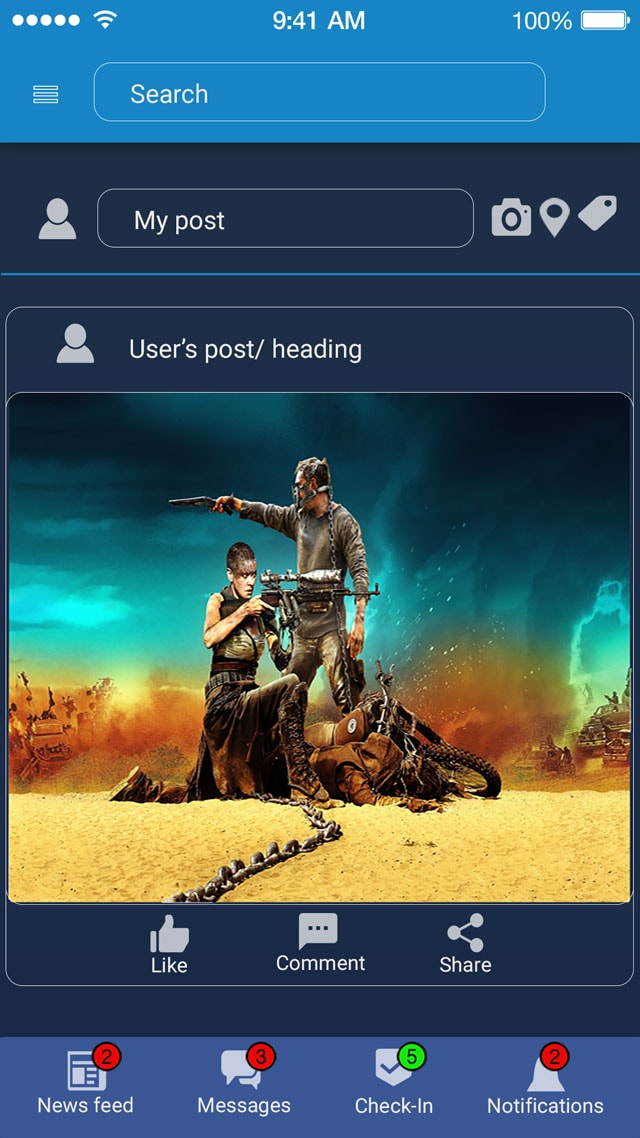 9:41 AM 100%
Search
My post
User’s post/ heading
Like Comment Share
2 3 5 2
News feed Messages Check-In Notifications